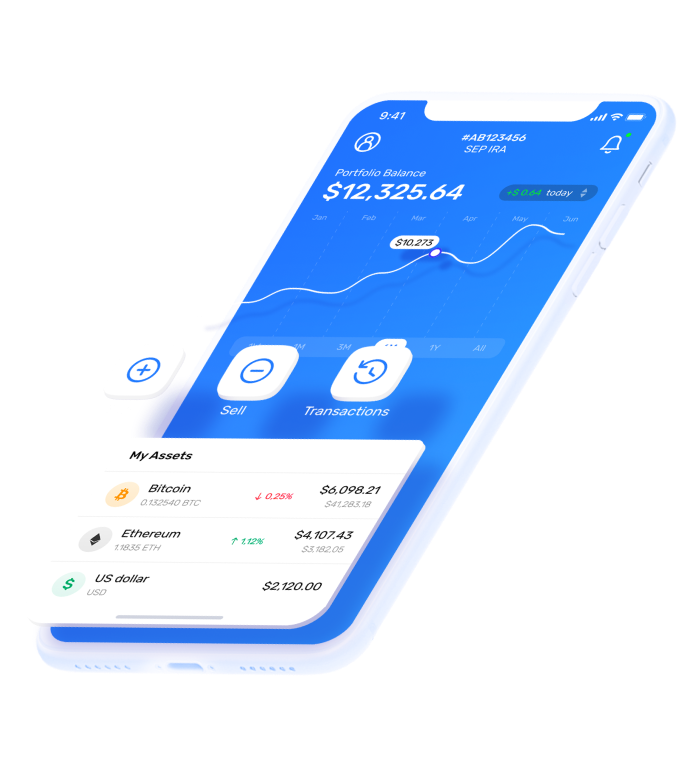 9:41
#AB123456
SEP IRA
Portfolio Balance
$12,325.64
+$ 0.64 today
Jan Feb Mar Apr May Jun
$10.273
3M 1Y All
Sell
Transactions
My Assets
Bitcoin
0.132540 BTC
↓ 0,25%
$6,098.21
$41,283.18
Ethereum
1.1835 ETH
↑ 1,12%
$4,107.43
$3,182.05
US dollar
USD
$2,120.00